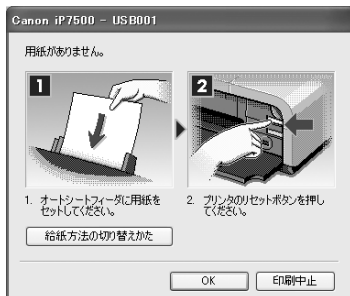 Canon iP7500 - USB001
用紙がありません。
1
2
1. オートシートフィーダに用紙を
セットしてください。
2. プリンタのリセットボタンを押し
てください。
給紙方法の切り替えかた
OK
印刷中止